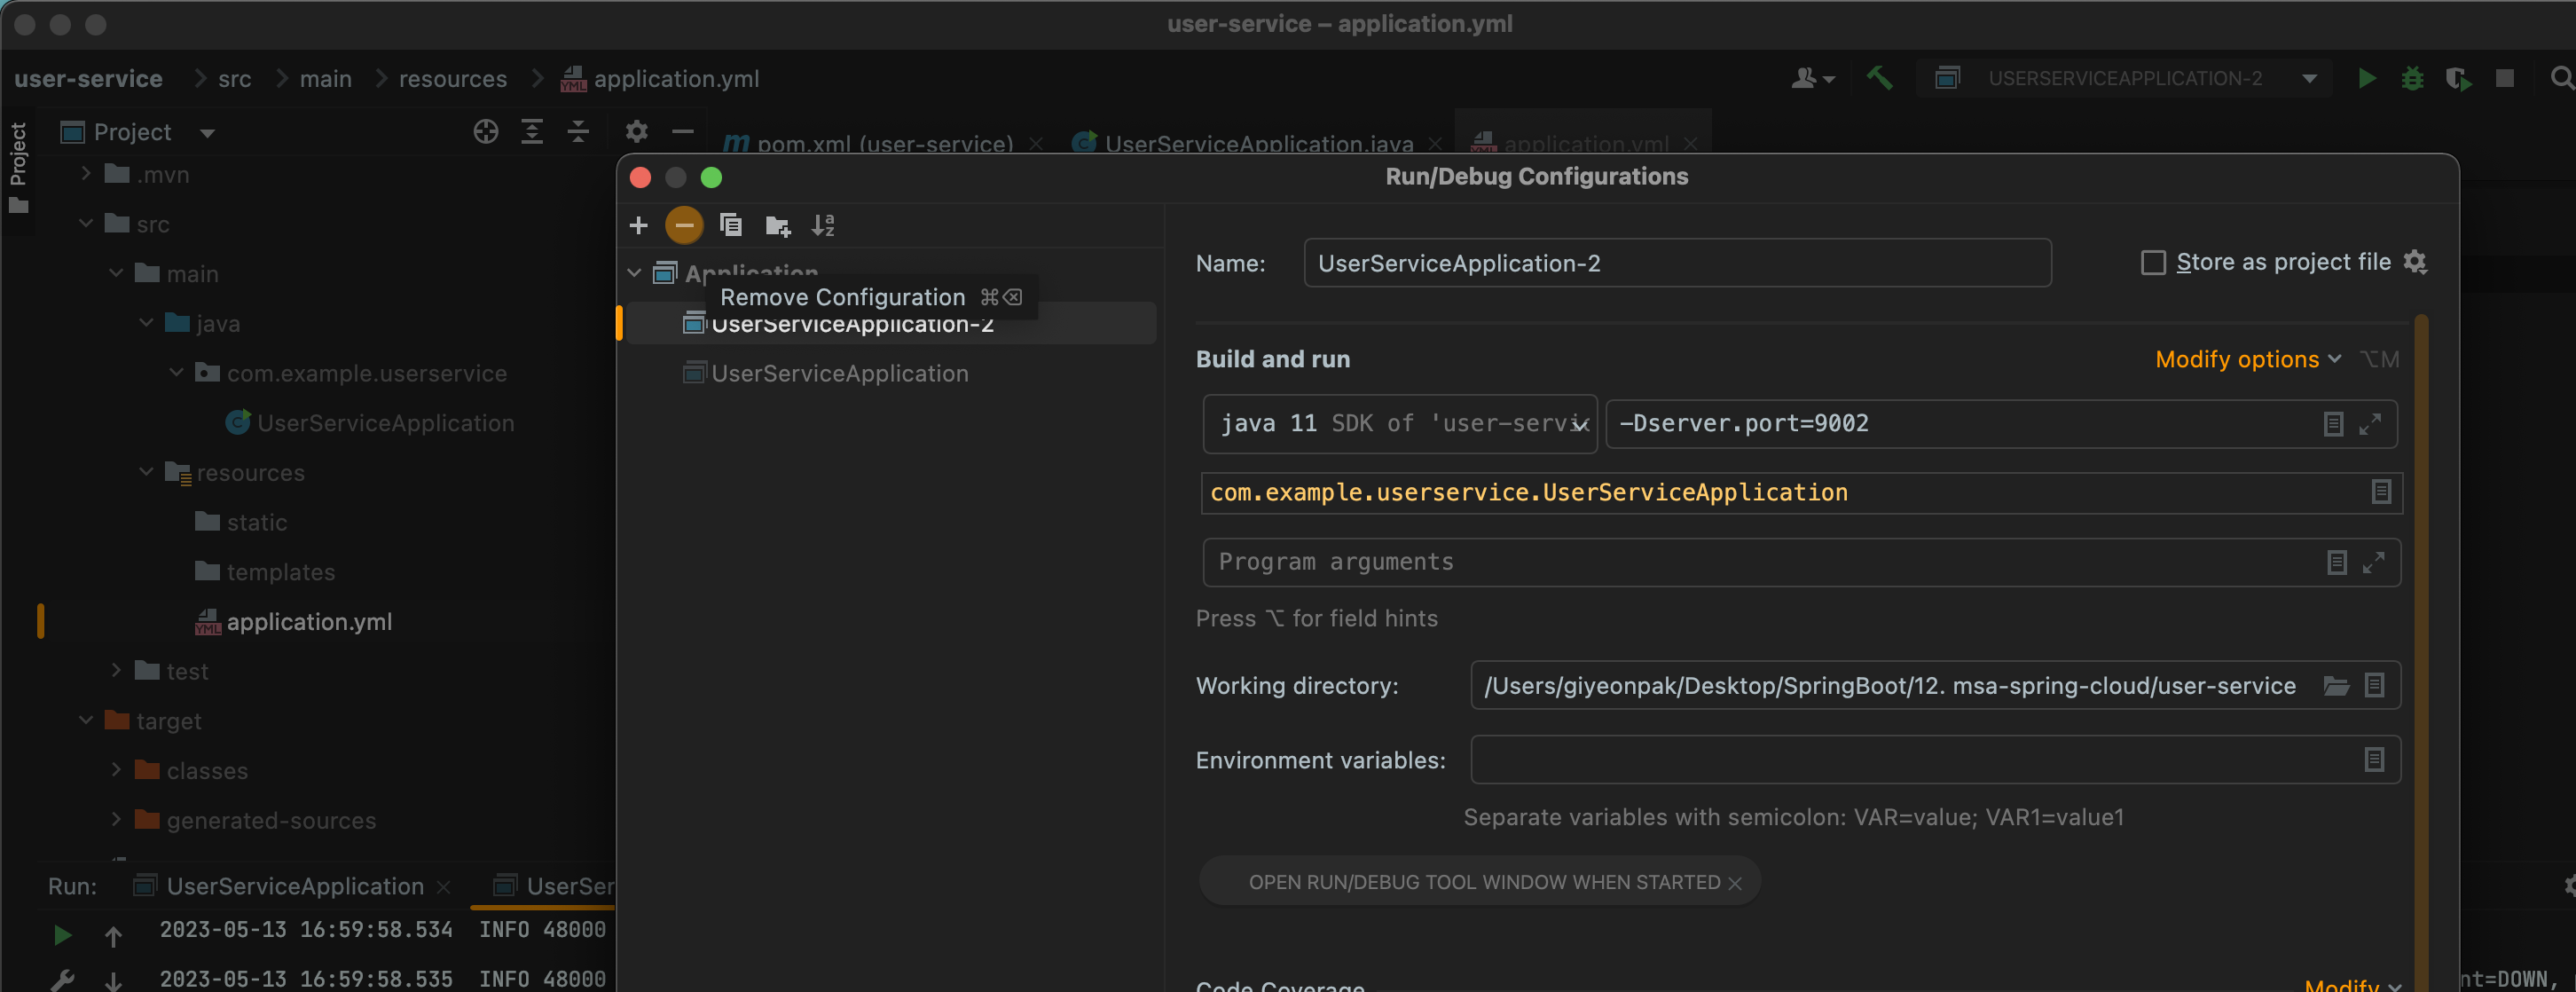 user-service – application.yml
user-service
src
main
resources
application.yml
USERSERVICEAPPLICATION-2
Project
Project
pom.xml (user-service)
UserServiceApplication.java
application.yml
.mvn
src
main
java
com.example.userservice
UserServiceApplication
resources
static
templates
application.yml
test
target
classes
generated-sources
Run/Debug Configurations
Application
Remove Configuration ⌘⌫
UserServiceApplication-2
UserServiceApplication
Name:
UserServiceApplication-2
Store as project file
Build and run
Modify options
⌥M
java 11 SDK of 'user-servic
-Dserver.port=9002
com.example.userservice.UserServiceApplication
Program arguments
Press ⌥ for field hints
Working directory:
/Users/giyeonpak/Desktop/SpringBoot/12. msa-spring-cloud/user-service
Environment variables:
Separate variables with semicolon: VAR=value; VAR1=value1
OPEN RUN/DEBUG TOOL WINDOW WHEN STARTED
Code Coverage
Modify
Run:
UserServiceApplication
UserSer
2023-05-13 16:59:58.534 INFO 48000
2023-05-13 16:59:58.535 INFO 48000
nt=DOWN,